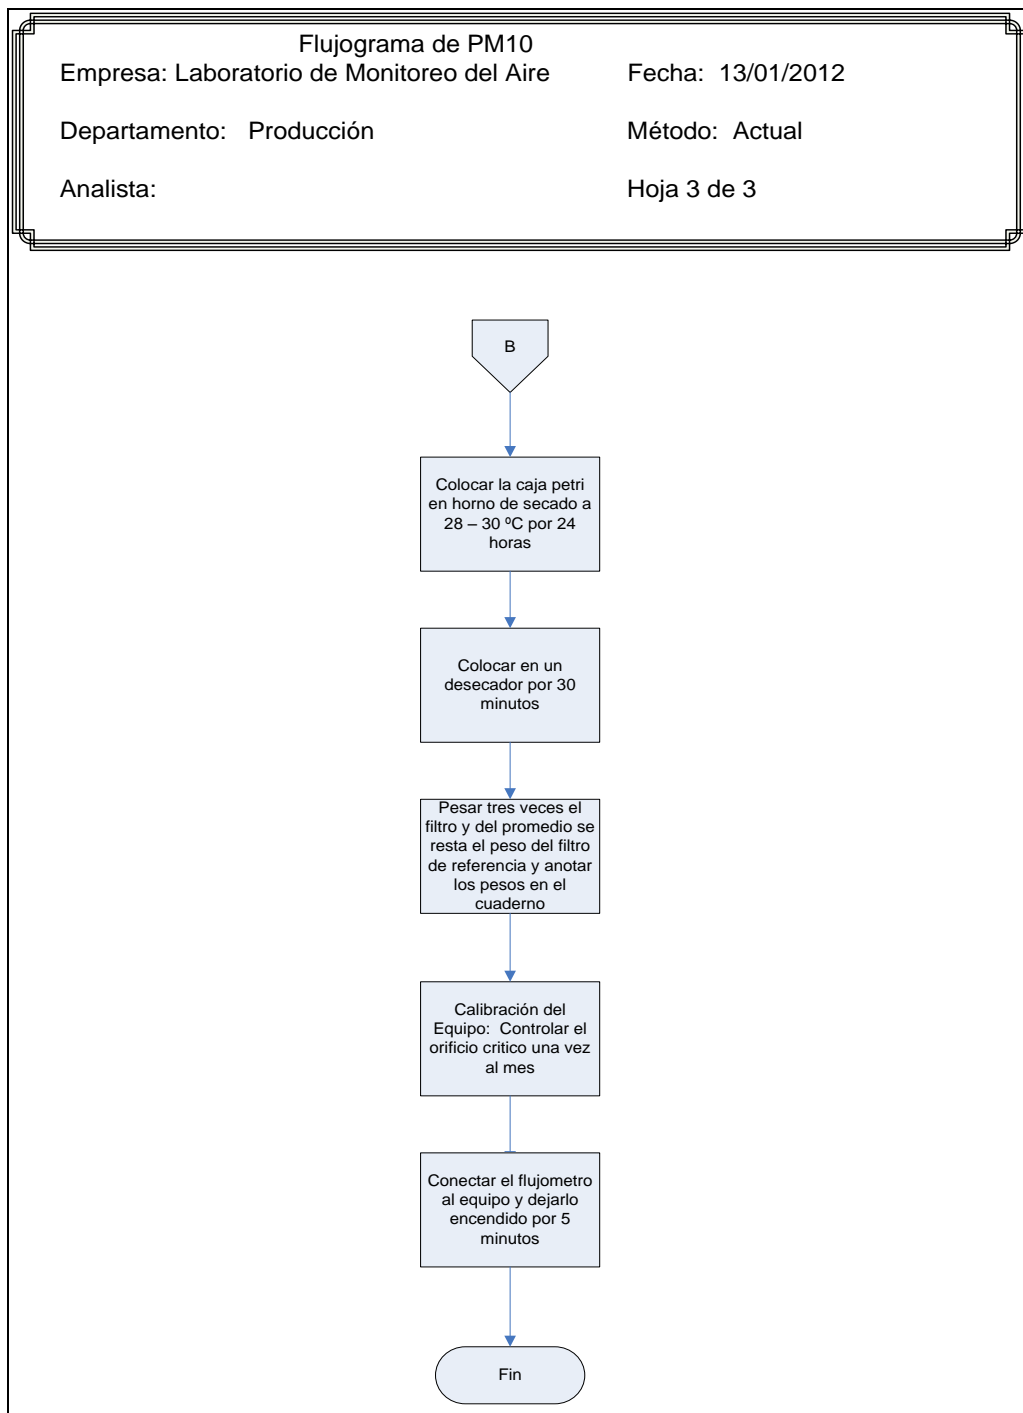 Flujograma de PM10
Empresa: Laboratorio de Monitoreo del Aire Fecha: 13/01/2012
Departamento: Producción Método: Actual
Analista: Hoja 3 de 3
B
Colocar la caja petri
en horno de secado a
28 – 30 ºC por 24
horas
Colocar en un
desecador por 30
minutos
Pesar tres veces el
filtro y del promedio se
resta el peso del filtro
de referencia y anotar
los pesos en el
cuaderno
Calibración del
Equipo: Controlar el
orificio critico una vez
al mes
Conectar el flujometro
al equipo y dejarlo
encendido por 5
minutos
Fin